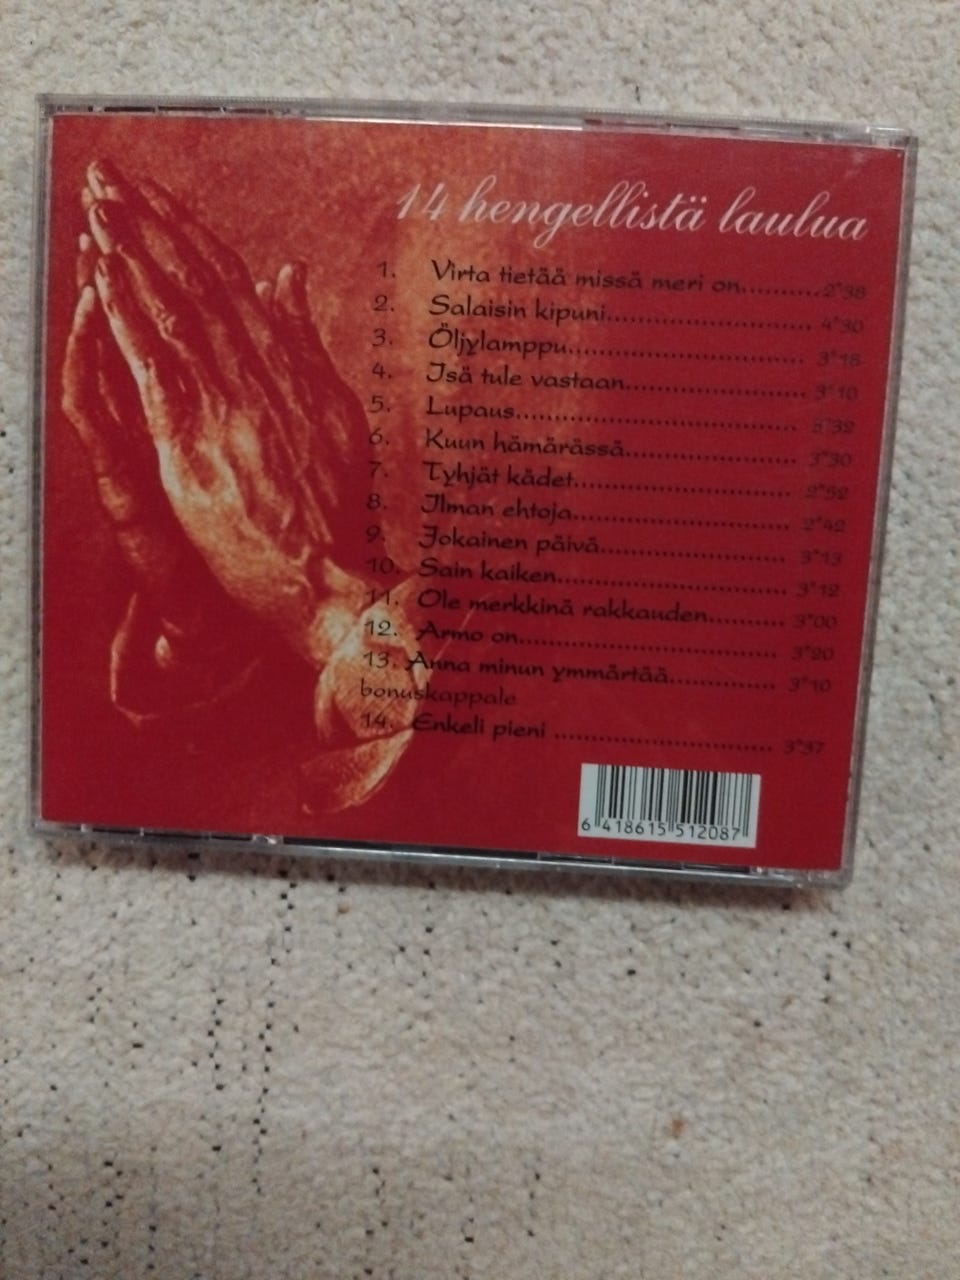 14 hengellistä laulua
1. Virta tietää missä meri on..........2"38
2. Salaisin kipuni............................ 4"30
3. Öljylamppu................................ 3"18
4. Isä tule vastaan......................... 3"10
5. Lupaus....................................... 3"32
6. Kuun hämärässä....................... 3"30
7. Tyhjät kädet............................. 2"52
8. Ilman ehtoja............................. 2"42
9. Jokainen päivä.......................... 3"13
10. Sain kaiken............................... 3"12
11. Ole merkkinä rakkauden.......... 3"00
12. Armo on.................................... 3"20
13. Anna minun ymmärtää............. 3"10
bonuskappale
14. Enkeli pieni .............................. 3"37
6 418615 512087